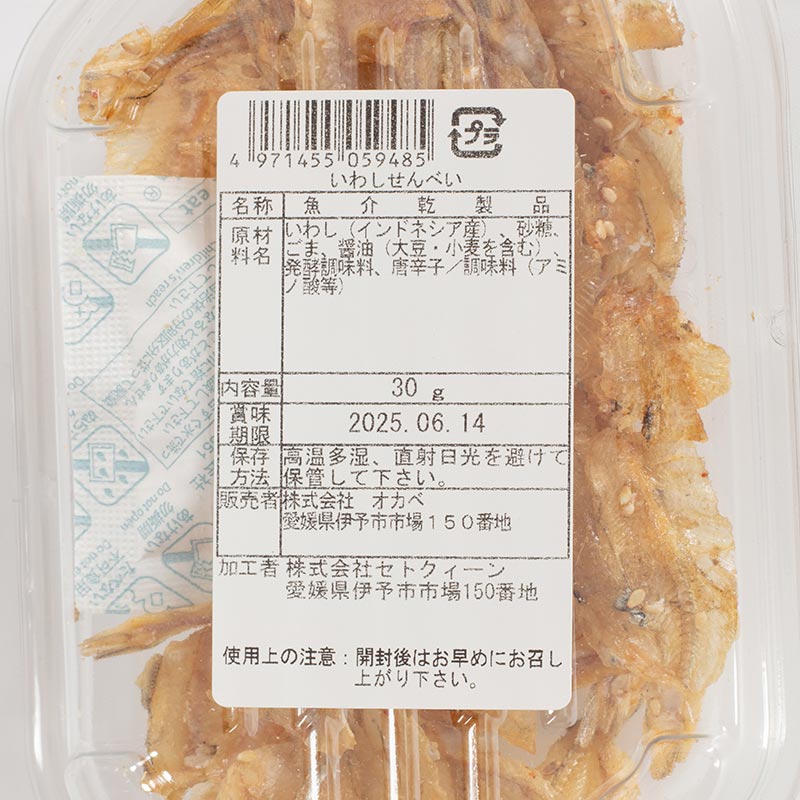 4 971455 059485
プラ
いわしせんべい
名称 魚介乾製品
原材料名 いわし（インドネシア産）、砂糖、
ごま、醤油（大豆・小麦を含む）、
発酵調味料、唐辛子／調味料（アミ
ノ酸等）
内容量 30 g
賞味期限 2025.06.14
保存方法 高温多湿、直射日光を避けて
保管して下さい。
販売者 株式会社 オカベ
愛媛県伊予市市場１５０番地
加工者 株式会社セトクィーン
愛媛県伊予市市場150番地
使用上の注意：開封後はお早めにお召し
上がり下さい。
eat
children's reach
Do not open